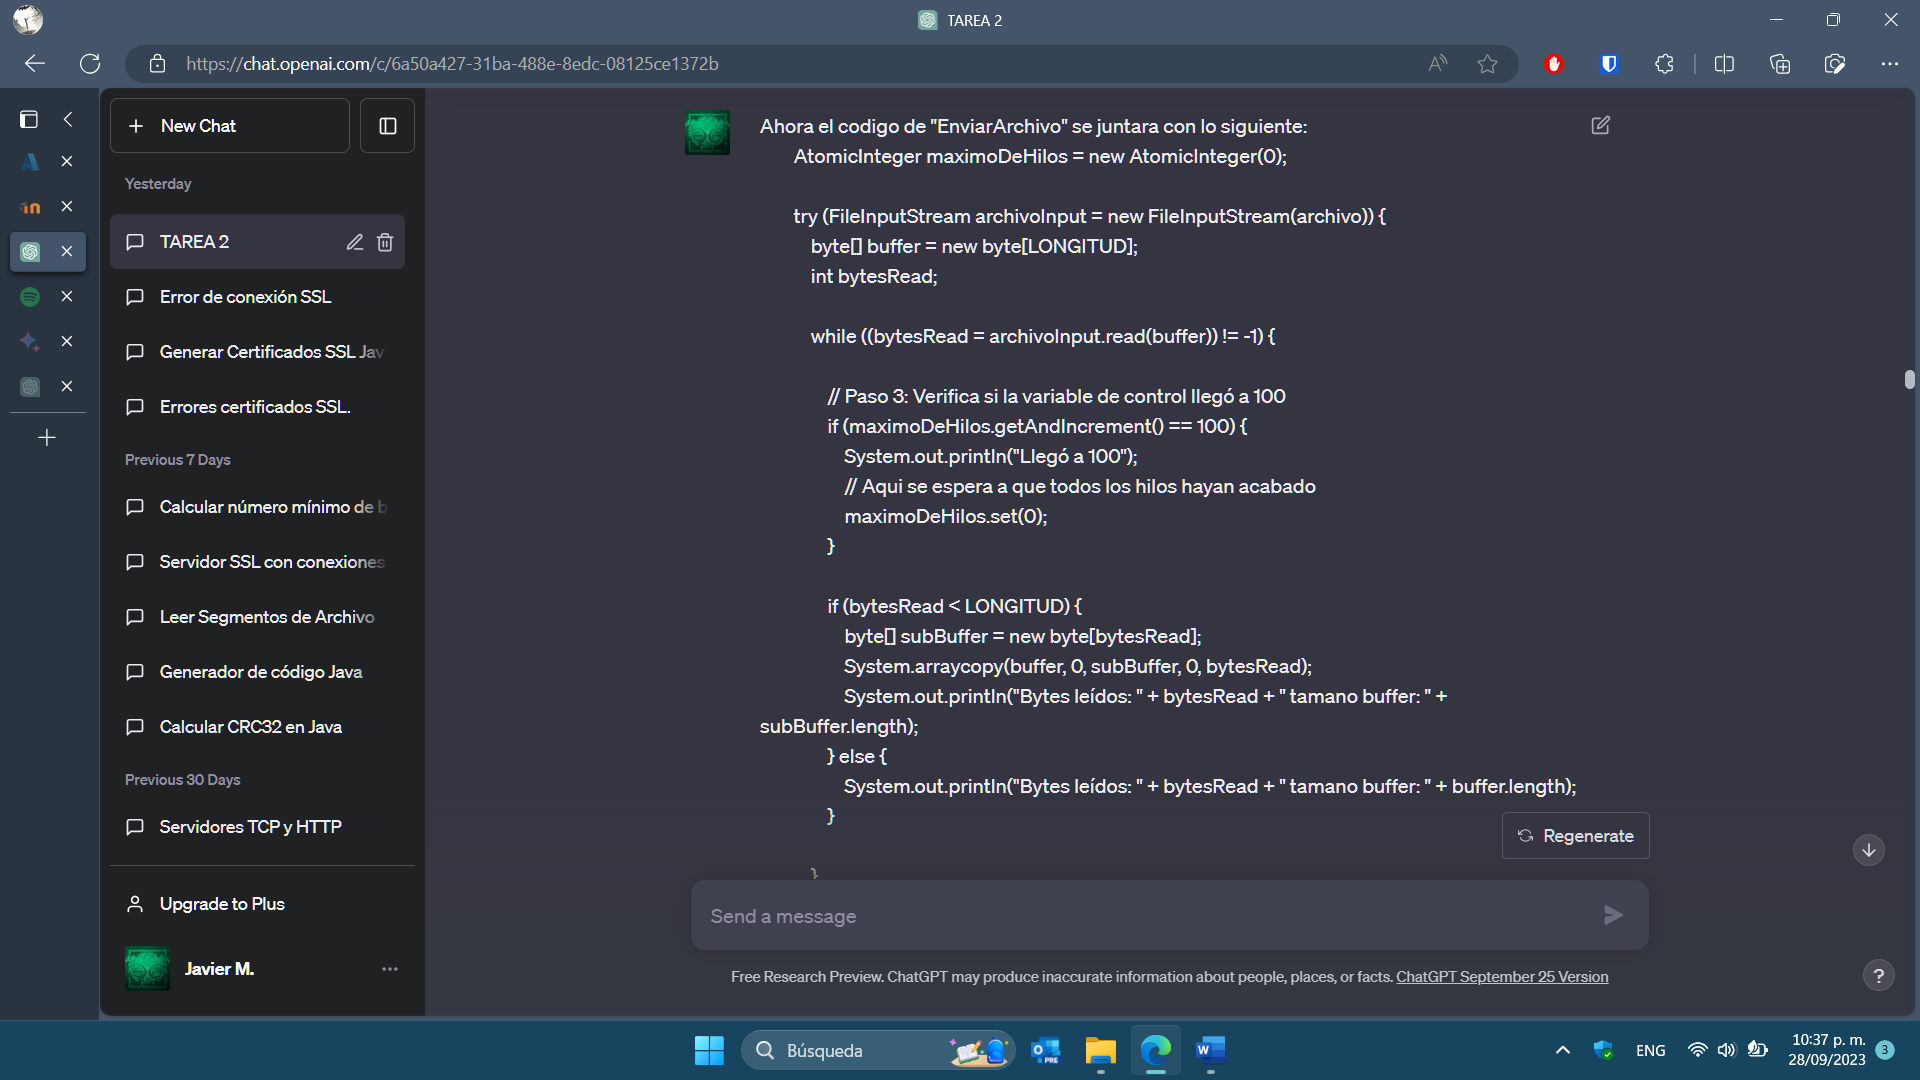 TAREA 2
https://chat.openai.com/c/6a50a427-31ba-488e-8edc-08125ce1372b
New Chat
Yesterday
TAREA 2
Error de conexión SSL
Generar Certificados SSL Jav
Errores certificados SSL.
Previous 7 Days
Calcular número mínimo de b
Servidor SSL con conexiones
Leer Segmentos de Archivo
Generador de código Java
Calcular CRC32 en Java
Previous 30 Days
Servidores TCP y HTTP
Upgrade to Plus
Javier M.
Ahora el codigo de "EnviarArchivo" se juntara con lo siguiente:
AtomicInteger maximoDeHilos = new AtomicInteger(0);
try (FileInputStream archivoInput = new FileInputStream(archivo)) {
byte[] buffer = new byte[LONGITUD];
int bytesRead;
while ((bytesRead = archivoInput.read(buffer)) != -1) {
// Paso 3: Verifica si la variable de control llegó a 100
if (maximoDeHilos.getAndIncrement() == 100) {
System.out.println("Llegó a 100");
// Aqui se espera a que todos los hilos hayan acabado
maximoDeHilos.set(0);
}
if (bytesRead < LONGITUD) {
byte[] subBuffer = new byte[bytesRead];
System.arraycopy(buffer, 0, subBuffer, 0, bytesRead);
System.out.println("Bytes leídos: " + bytesRead + " tamano buffer: " +
subBuffer.length);
} else {
System.out.println("Bytes leídos: " + bytesRead + " tamano buffer: " + buffer.length);
}
}
Regenerate
Send a message
Free Research Preview. ChatGPT may produce inaccurate information about people, places, or facts. ChatGPT September 25 Version
?
Búsqueda
ENG
10:37 p. m.
28/09/2023
3